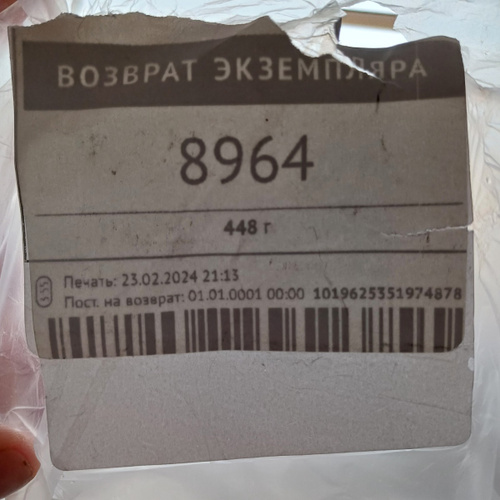 ВОЗВРАТ ЭКЗЕМПЛЯРА
8964
448 г
Печать: 23.02.2024 21:13
Пост. на возврат: 01.01.0001 00:00 1019625351974878